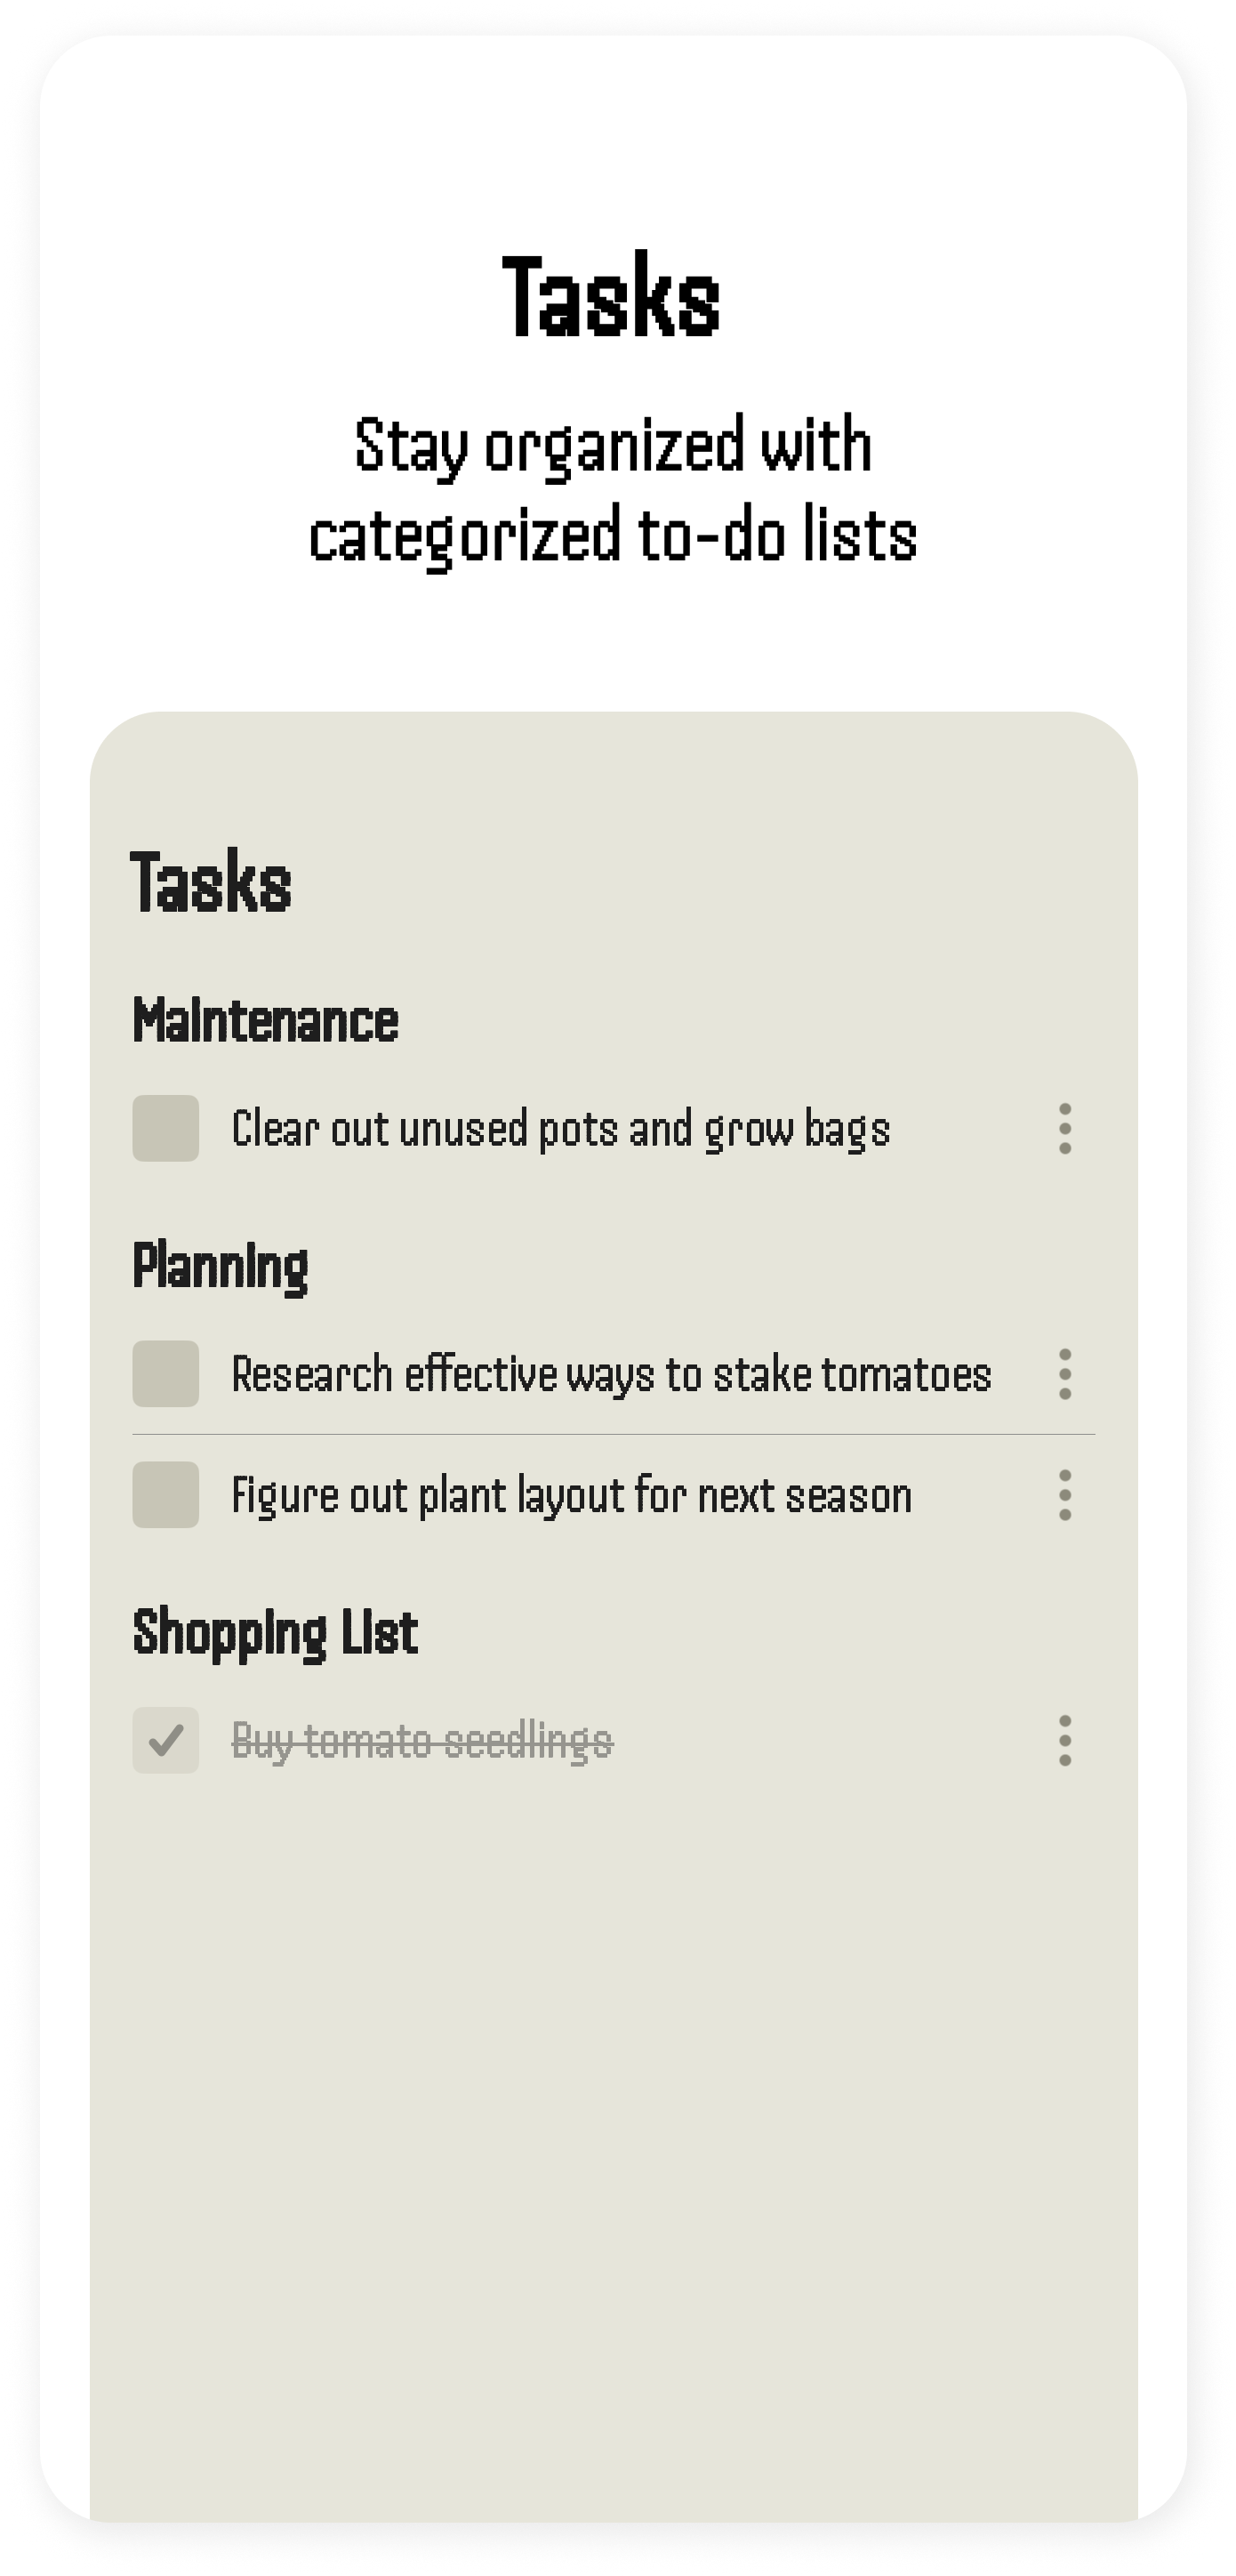 Tasks
Stay organized with
categorized to-do lists
Tasks
Maintenance
Clear out unused pots and grow bags
Planning
Research effective ways to stake tomatoes
Figure out plant layout for next season
Shopping List
Buy tomato seedlings